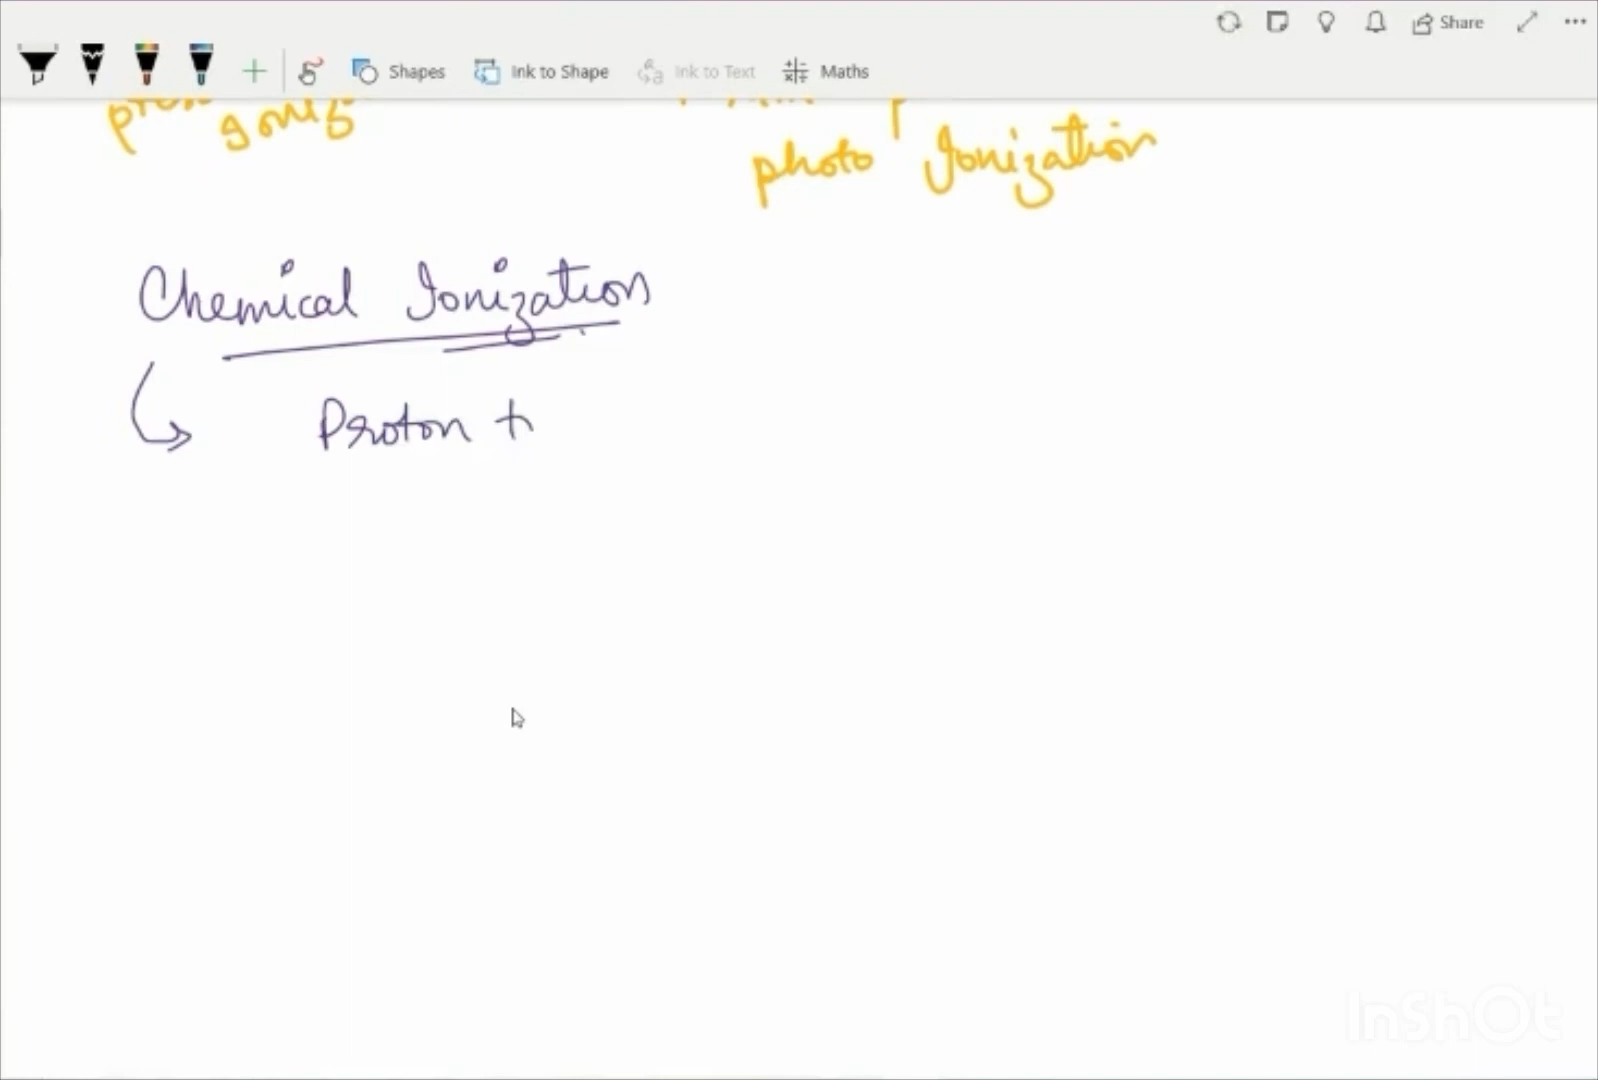 Share
Shapes
Ink to Shape
Ink to Text
Maths
photo Ionization
Chemical Ionization
Proton t
InShOt